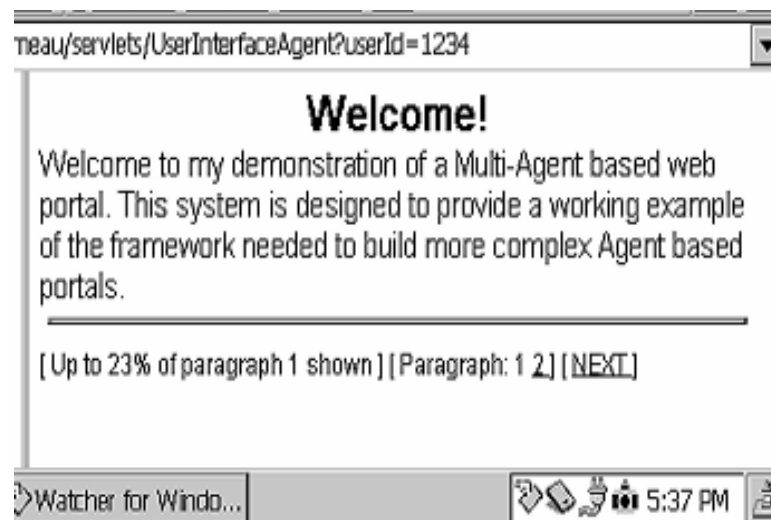 meau/servlets/UserInterfaceAgent?userId=1234
Welcome!
Welcome to my demonstration of a Multi-Agent based web
portal. This system is designed to provide a working example
of the framework needed to build more complex Agent based
portals.
[ Up to 23% of paragraph 1 shown ] [ Paragraph: 1 2 ] [ NEXT ]
Watcher for Windo... 5:37 PM